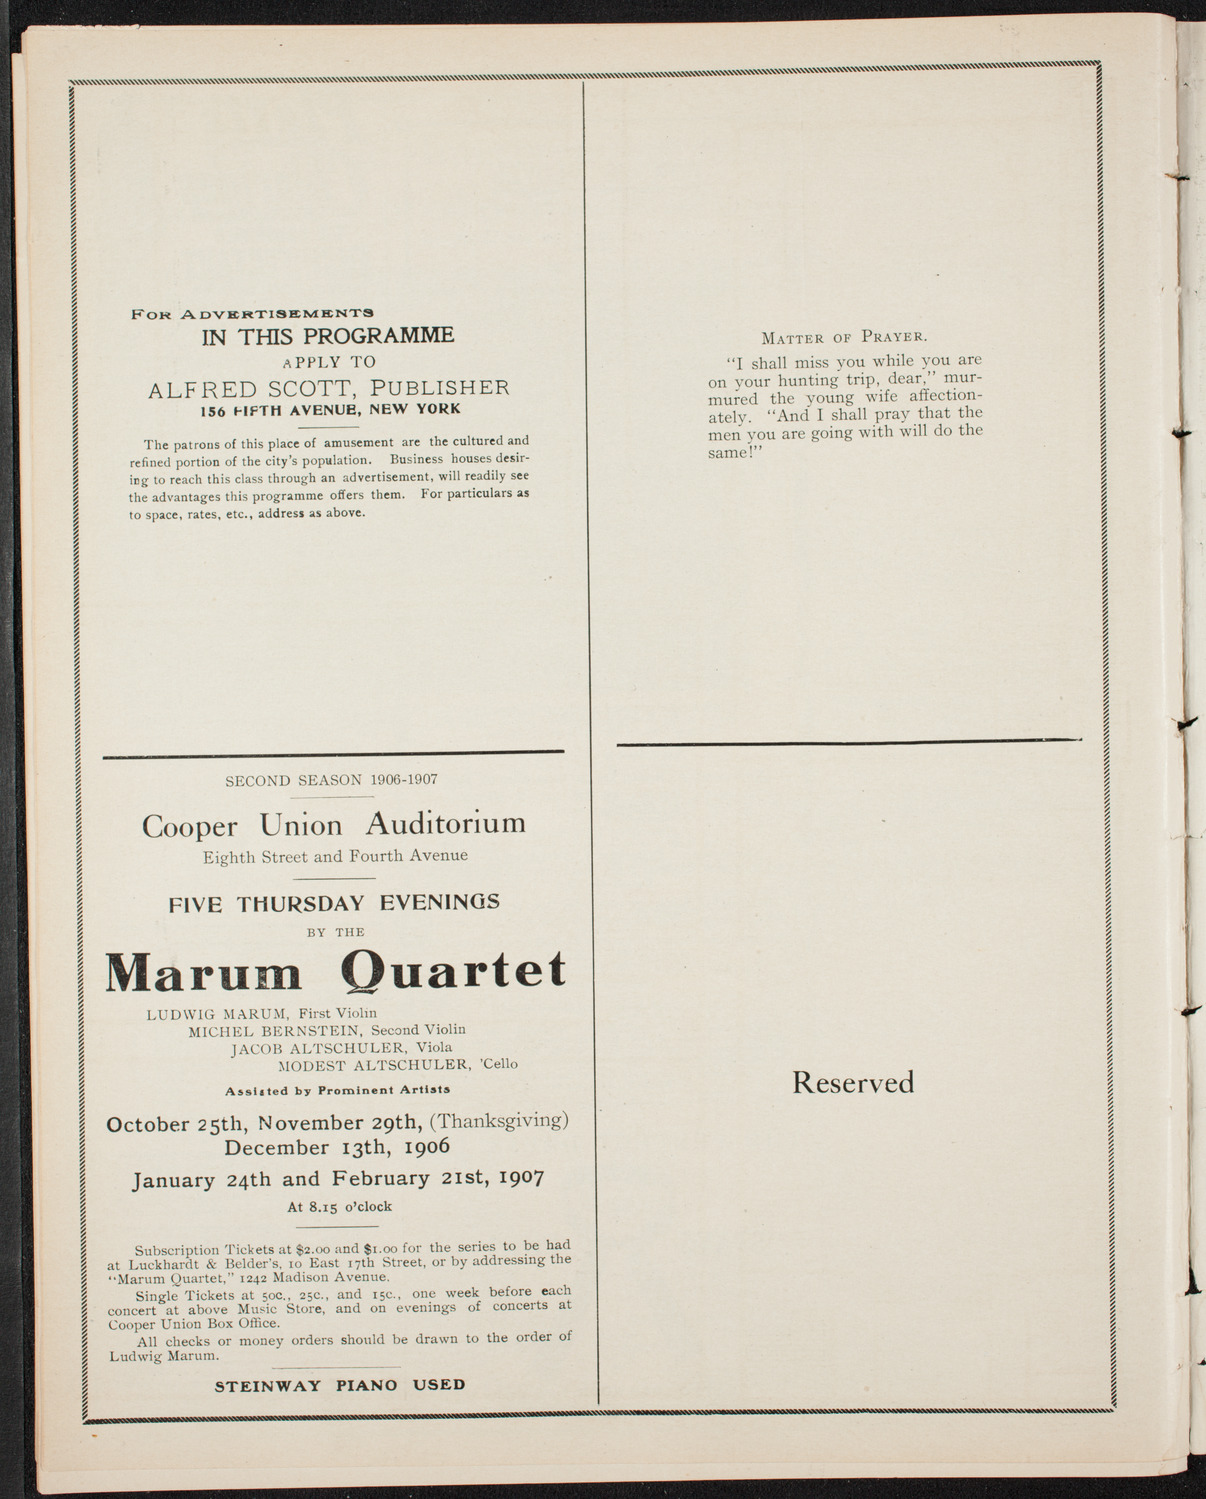 FOR ADVERTISEMENTS
IN THIS PROGRAMME
APPLY TO
ALFRED SCOTT, PUBLISHER
156 FIFTH AVENUE, NEW YORK
The patrons of this place of amusement are the cultured and
refined portion of the city's population. Business houses desir-
ing to reach this class through an advertisement, will readily see
the advantages this programme offers them. For particulars as
to space, rates, etc., address as above.
SECOND SEASON 1906-1907
Cooper Union Auditorium
Eighth Street and Fourth Avenue
FIVE THURSDAY EVENINGS
BY THE
Marum Quartet
LUDWIG MARUM, First Violin
MICHEL BERNSTEIN, Second Violin
JACOB ALTSCHULER, Viola
MODEST ALTSCHULER, 'Cello
Assisted by Prominent Artists
October 25th, November 29th, (Thanksgiving)
December 13th, 1906
January 24th and February 21st, 1907
At 8.15 o'clock
Subscription Tickets at $2.00 and $1.00 for the series to be had
at Luckhardt & Belder's, 10 East 17th Street, or by addressing the
"Marum Quartet," 1242 Madison Avenue.
Single Tickets at 50c., 25c., and 15c., one week before each
concert at above Music Store, and on evenings of concerts at
Cooper Union Box Office.
All checks or money orders should be drawn to the order of
Ludwig Marum.
STEINWAY PIANO USED
MATTER OF PRAYER.
"I shall miss you while you are
on your hunting trip, dear," mur-
mured the young wife affection-
ately. "And I shall pray that the
men you are going with will do the
same!"
Reserved